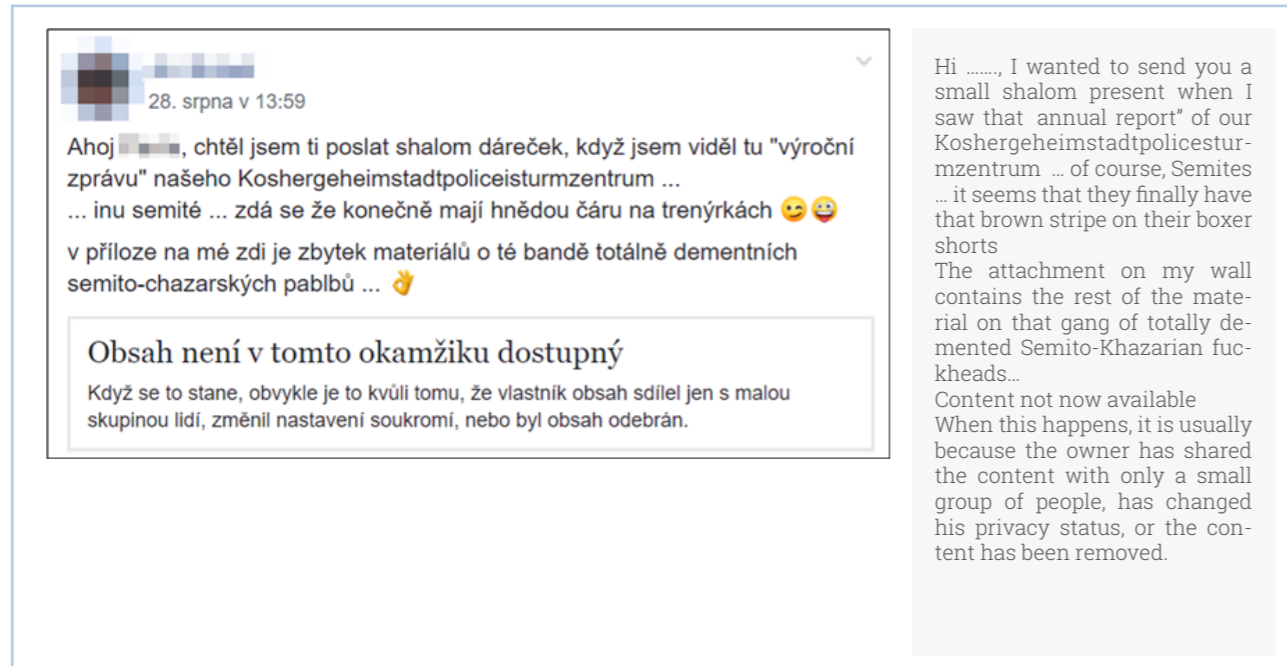 28. srpna v 13:59
Ahoj , chtěl jsem ti poslat shalom dáreček, když jsem viděl tu "výroční
zprávu" našeho Koshergeheimstadtpoliceisturmzentrum ...
... inu semité ... zdá se že konečně mají hnědou čáru na trenýrkách 😉😜
v příloze na mé zdi je zbytek materiálů o té bandě totálně dementních
semito-chazarských pablbů ... 👌
Obsah není v tomto okamžiku dostupný
Když se to stane, obvykle je to kvůli tomu, že vlastník obsah sdílel jen s malou
skupinou lidí, změnil nastavení soukromí, nebo byl obsah odebrán.
Hi ......., I wanted to send you a
small shalom present when I
saw that annual report" of our
Koshergeheimstadtpolicestur-
mzentrum ... of course, Semites
... it seems that they finally have
that brown stripe on their boxer
shorts
The attachment on my wall
contains the rest of the mate-
rial on that gang of totally de-
mented Semito-Khazarian fuc-
kheads...
Content not now available
When this happens, it is usually
because the owner has shared
the content with only a small
group of people, has changed
his privacy status, or the con-
tent has been removed.